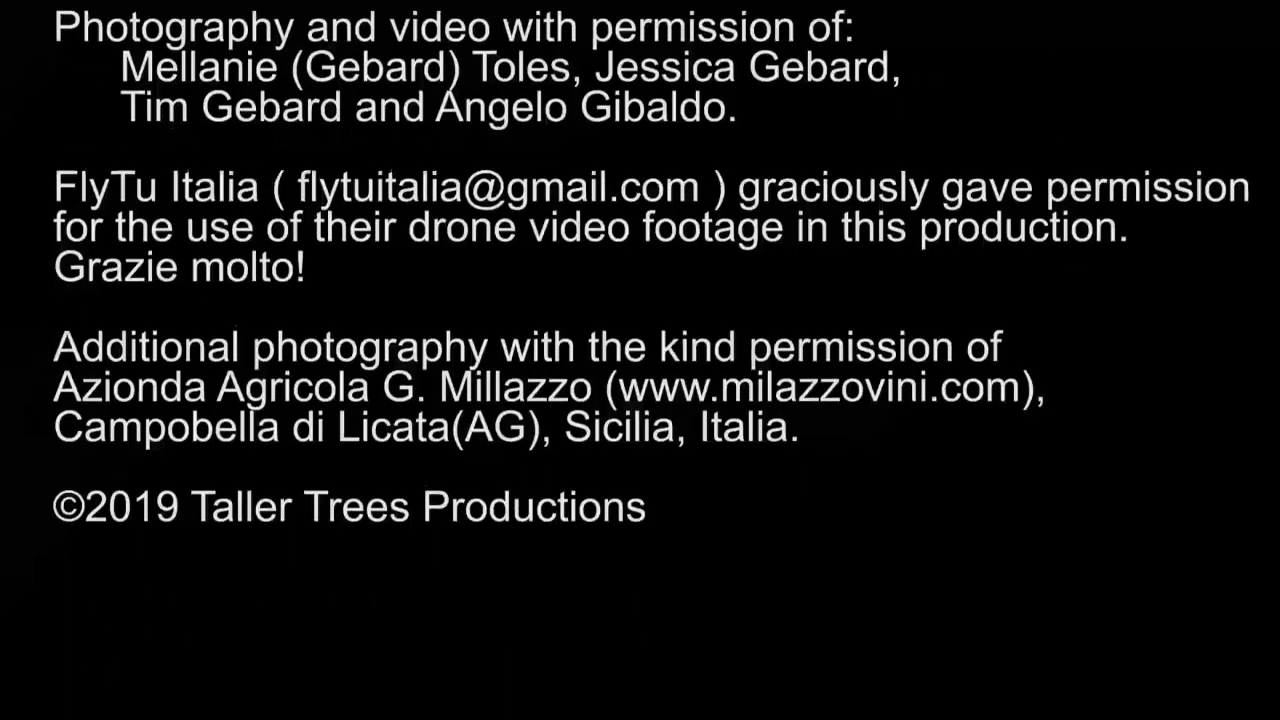 Photography and video with permission of:
Mellanie (Gebard) Toles, Jessica Gebard,
Tim Gebard and Angelo Gibaldo.
FlyTu Italia ( flytuitalia@gmail.com ) graciously gave permission
for the use of their drone video footage in this production.
Grazie molto!
Additional photography with the kind permission of
Azionda Agricola G. Millazzo (www.milazzovini.com),
Campobella di Licata(AG), Sicilia, Italia.
©2019 Taller Trees Productions